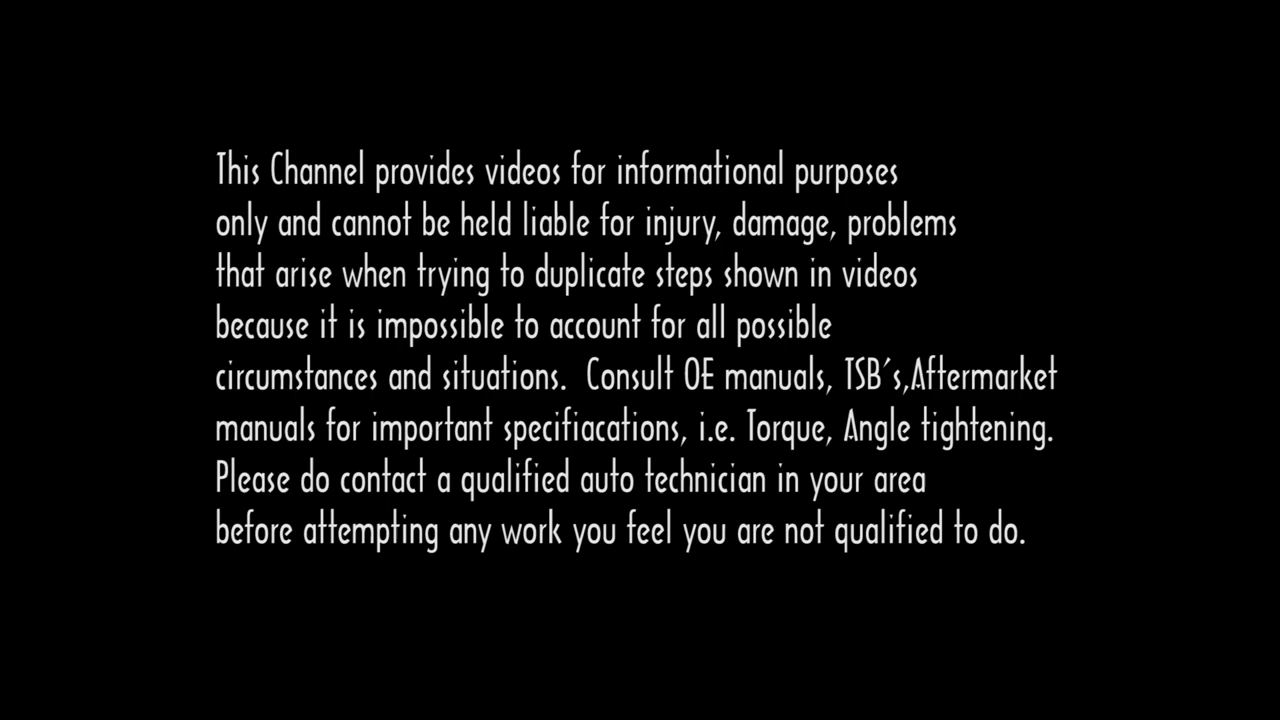 This Channel provides videos for informational purposes
only and cannot be held liable for injury, damage, problems
that arise when trying to duplicate steps shown in videos
because it is impossible to account for all possible
circumstances and situations.  Consult OE manuals, TSB's,Aftermarket
manuals for important specifiacations, i.e. Torque, Angle tightening.
Please do contact a qualified auto technician in your area
before attempting any work you feel you are not qualified to do.